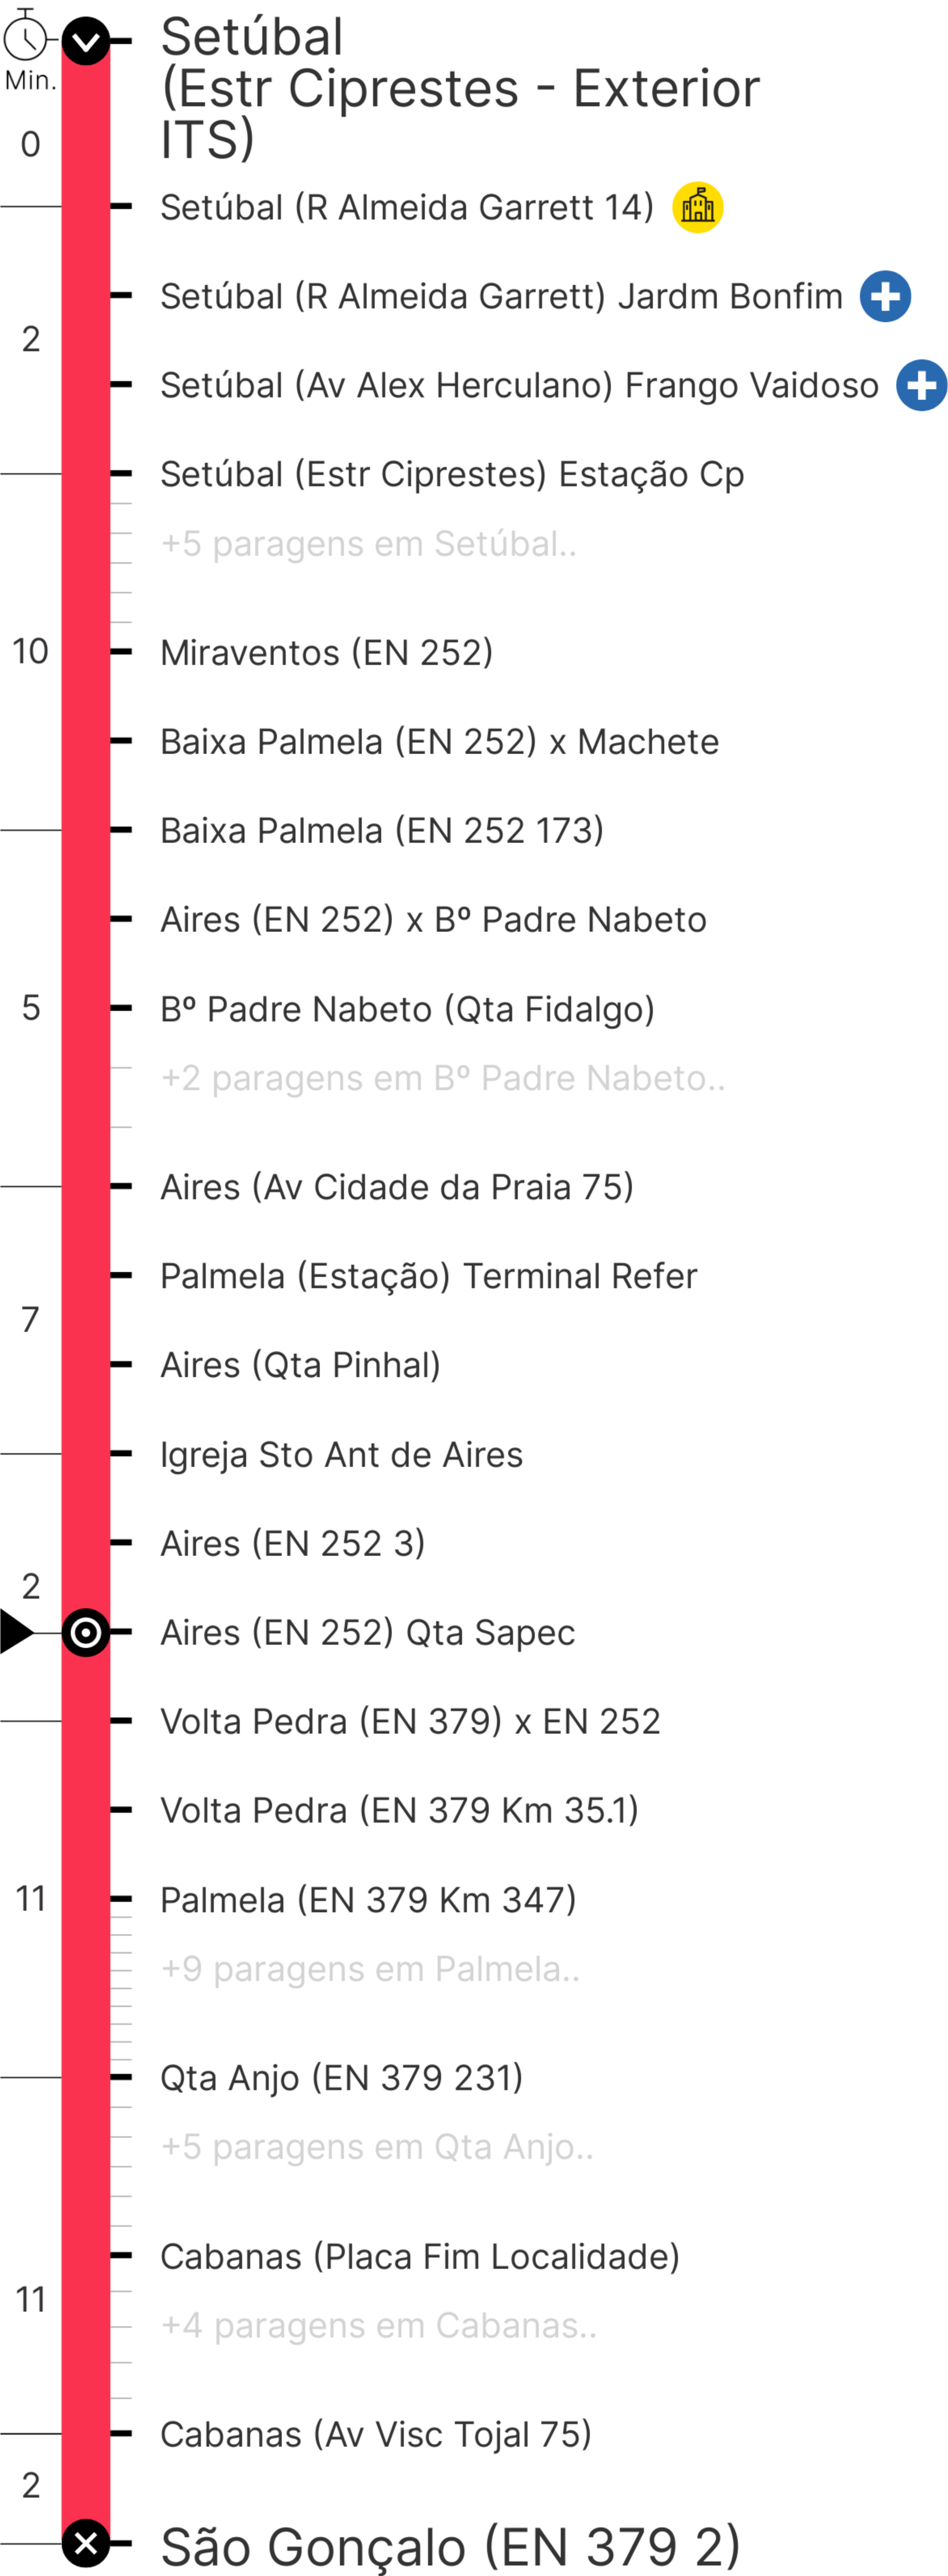 Setúbal
Min.
(Estr Ciprestes - Exterior
ITS)
0
Setúbal (R Almeida Garrett 14)
Setúbal (R Almeida Garrett) Jardm Bonfim
2
Setúbal (Av Alex Herculano) Frango Vaidoso
Setúbal (Estr Ciprestes) Estação Cp
+5 paragens em Setúbal..
10
Miraventos (EN 252)
Baixa Palmela (EN 252) x Machete
Baixa Palmela (EN 252 173)
Aires (EN 252) x Bº Padre Nabeto
5
Bº Padre Nabeto (Qta Fidalgo)
+2 paragens em Bº Padre Nabeto..
Aires (Av Cidade da Praia 75)
Palmela (Estação) Terminal Refer
7
Aires (Qta Pinhal)
Igreja Sto Ant de Aires
Aires (EN 252 3)
2
Aires (EN 252) Qta Sapec
Volta Pedra (EN 379) x EN 252
Volta Pedra (EN 379 Km 35.1)
11
Palmela (EN 379 Km 347)
+9 paragens em Palmela..
Qta Anjo (EN 379 231)
+5 paragens em Qta Anjo..
Cabanas (Placa Fim Localidade)
11
+4 paragens em Cabanas..
Cabanas (Av Visc Tojal 75)
2
São Gonçalo (EN 379 2)